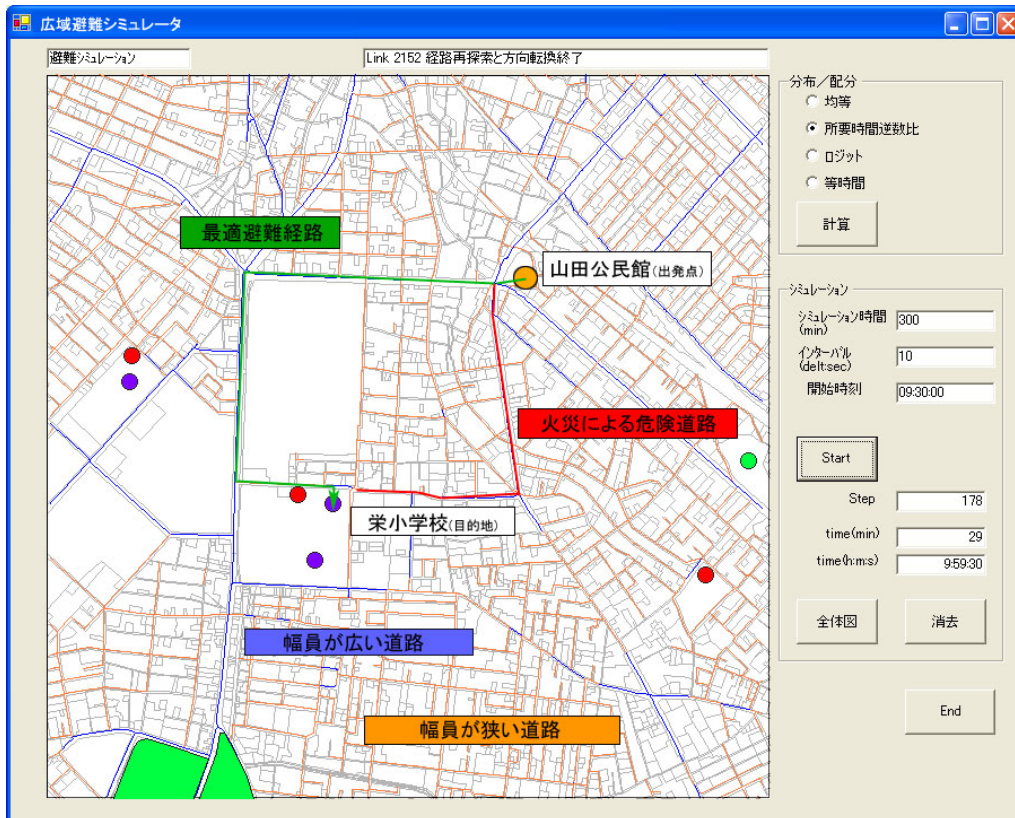 広域避難シミュレータ
避難シミュレーション
Link 2152 経路再探索と方向転換終了
最適避難経路
山田公民館(出発点)
火災による危険道路
栄小学校(目的地)
幅員が広い道路
幅員が狭い道路
分布/配分
均等
所要時間逆数比
ロジット
等時間
計算
シミュレーション
シミュレーション時間
(min)
300
インターバル
(delt:sec)
10
開始時刻
09:30:00
Start
Step
178
time(min)
29
time(h:m:s)
9:59:30
全体図
消去
End